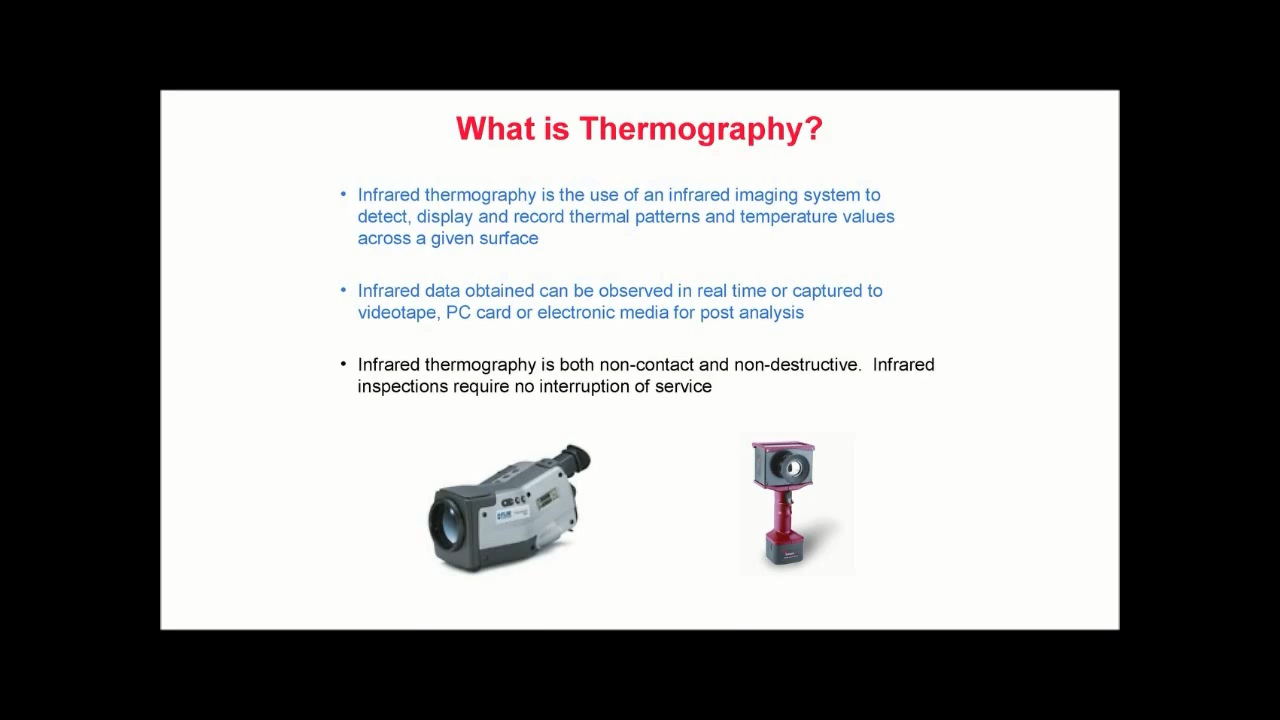 What is Thermography?
• Infrared thermography is the use of an infrared imaging system to
detect, display and record thermal patterns and temperature values
across a given surface
• Infrared data obtained can be observed in real time or captured to
videotape, PC card or electronic media for post analysis
• Infrared thermography is both non-contact and non-destructive.  Infrared
inspections require no interruption of service
FLIR